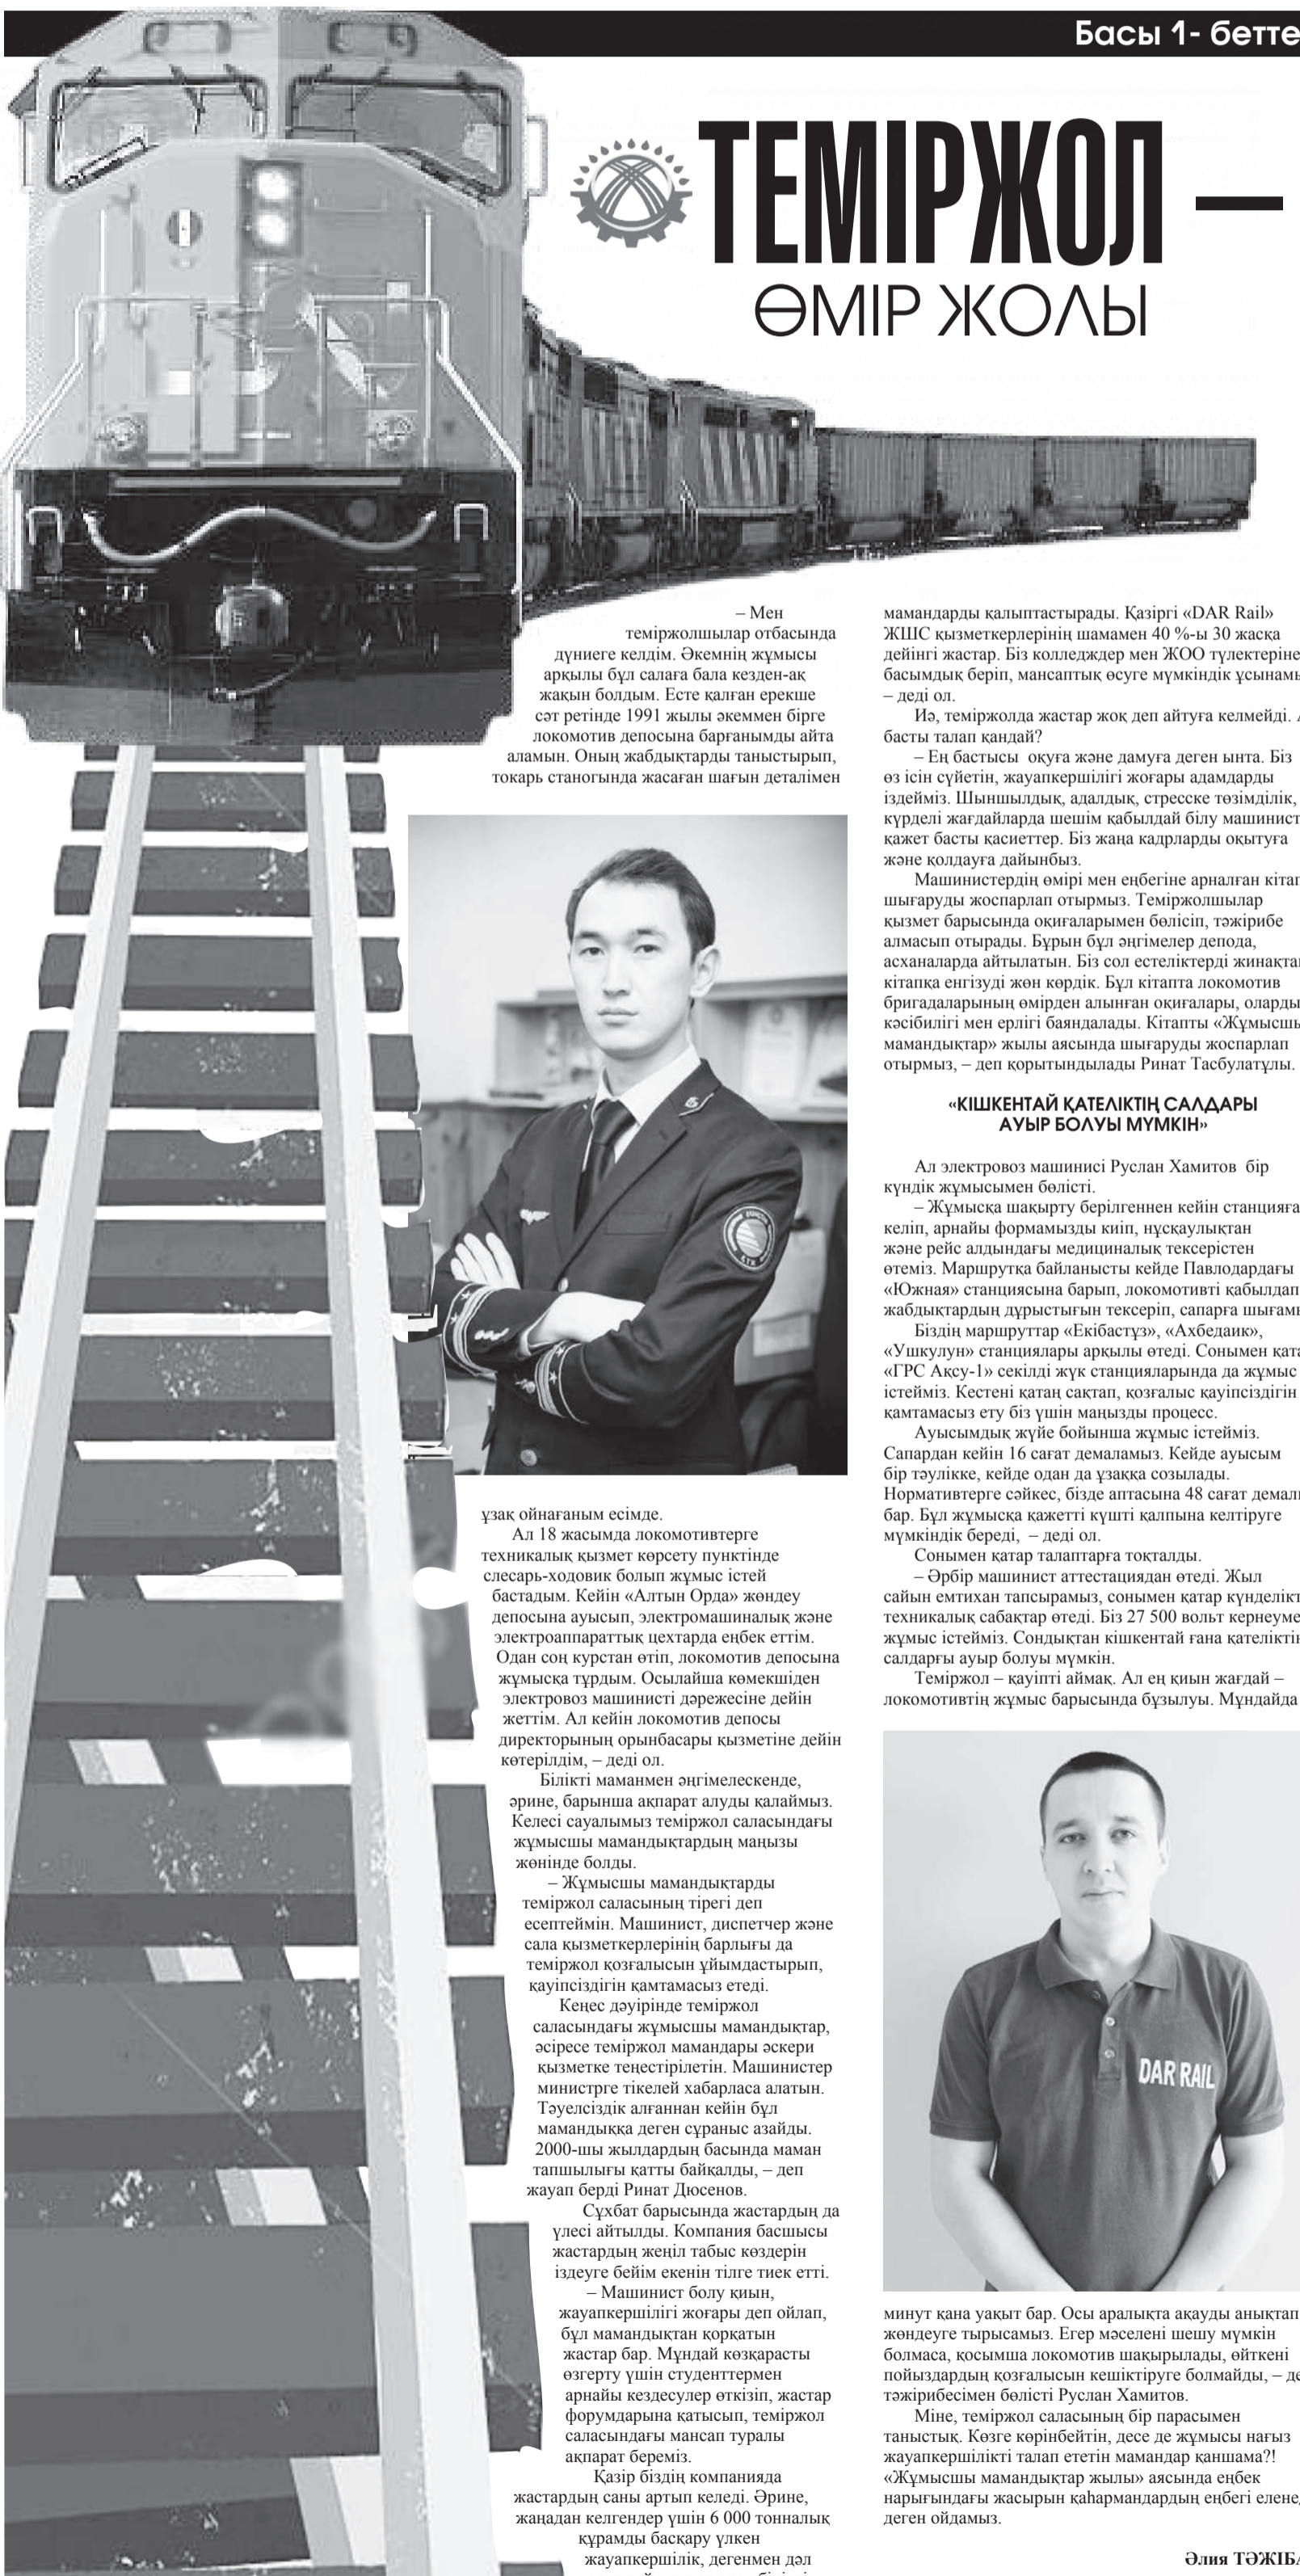 Басы 1- бетте
ТЕМІРЖОЛ –
ӨМІР ЖОЛЫ
– Мен
теміржолшылар отбасында
дүниеге келдім. Әкемнің жұмысы
арқылы бұл салаға бала кезден-ақ
жақын болдым. Есте қалған ерекше
сәт ретінде 1991 жылы әкеммен бірге
локомотив депосына барғанымды айта
аламын. Оның жабдықтарды таныстырып,
токарь станогында жасаған шағын деталімен
ұзақ ойнағаным есімде.
Ал 18 жасымда локомотивтерге
техникалық қызмет көрсету пунктінде
слесарь-ходовик болып жұмыс істей
бастадым. Кейін «Алтын Орда» жөндеу
депосына ауысып, электромашиналық және
электроаппараттық цехтарда еңбек еттім.
Одан соң курстан өтіп, локомотив депосына
жұмысқа тұрдым. Осылайша көмекшіден
электровоз машинисті дәрежесіне дейін
жеттім. Ал кейін локомотив депосы
директорының орынбасары қызметіне дейін
көтерілдім, – деді ол.
Білікті маманмен әңгімелескенде,
әрине, барынша ақпарат алуды қалаймыз.
Келесі сауалымыз теміржол саласындағы
жұмысшы мамандықтардың маңызы
жөнінде болды.
– Жұмысшы мамандықтарды
теміржол саласының тірегі деп
есептеймін. Машинист, диспетчер және
сала қызметкерлерінің барлығы да
теміржол қозғалысын ұйымдастырып,
қауіпсіздігін қамтамасыз етеді.
Кеңес дәуірінде теміржол
саласындағы жұмысшы мамандықтар,
әсіресе теміржол мамандары әскери
қызметке теңестірілетін. Машинистер
министрге тікелей хабарласа алатын.
Тәуелсіздік алғаннан кейін бұл
мамандыққа деген сұраныс азайды.
2000-шы жылдардың басында маман
тапшылығы қатты байқалды, – деп
жауап берді Ринат Дюсенов.
Сұхбат барысында жастардың да
үлесі айтылды. Компания басшысы
жастардың жеңіл табыс көздерін
іздеуге бейім екенін тілге тиек етті.
– Машинист болу қиын,
жауапкершілігі жоғары деп ойлап,
бұл мамандықтан қорқатын
жастар бар. Мұндай көзқарасты
өзгерту үшін студенттермен
арнайы кездесулер өткізіп, жастар
форумдарына қатысып, теміржол
саласындағы мансап туралы
ақпарат береміз.
Қазір біздің компанияда
жастардың саны артып келеді. Әрине,
жаңадан келгендер үшін 6 000 тонналық
құрамды басқару үлкен
жауапкершілік, дегенмен дәл
мамандарды қалыптастырады. Қазіргі «DAR Rail»
ЖШС қызметкерлерінің шамамен 40 %-ы 30 жасқа
дейінгі жастар. Біз колледждер мен ЖОО түлектеріне
басымдық беріп, мансаптық өсуге мүмкіндік ұсынамы
– деді ол.
Иә, теміржолда жастар жоқ деп айтуға келмейді.
басты талап қандай?
– Ең бастысы оқуға және дамуға деген ынта. Біз
өз ісін сүйетін, жауапкершілігі жоғары адамдарды
іздейміз. Шыншылдық, адалдық, стресске төзімділік,
күрделі жағдайларда шешім қабылдай білу машинист
қажет басты қасиеттер. Біз жаңа кадрларды оқытуға
және қолдауға дайынбыз.
Машинистердің өмірі мен еңбегіне арналған кітап
шығаруды жоспарлап отырмыз. Теміржолшылар
қызмет барысында оқиғаларымен бөлісіп, тәжірибе
алмасып отырады. Бұрын бұл әңгімелер депода,
асханаларда айтылатын. Біз сол естеліктерді жинақтап
кітапқа енгізуді жөн көрдік. Бұл кітапта локомотив
бригадаларының өмірден алынған оқиғалары, оларды
кәсібилігі мен ерлігі баяндалады. Кітапты «Жұмысшы
мамандықтар» жылы аясында шығаруды жоспарлап
отырмыз, – деп қорытындылады Ринат Тасбулатұлы.
«КІШКЕНТАЙ ҚАТЕЛІКТІҢ САЛДАРЫ
АУЫР БОЛУЫ МҮМКІН»
Ал электровоз машинисі Руслан Хамитов бір
күндік жұмысымен бөлісті.
– Жұмысқа шақырту берілгеннен кейін станцияға
келіп, арнайы формамызды киіп, нұсқаулықтан
және рейс алдындағы медициналық тексерістен
өтеміз. Маршрутқа байланысты кейде Павлодардағы
«Южная» станциясына барып, локомотивті қабылдап
жабдықтардың дұрыстығын тексеріп, сапарға шығамы
Біздің маршруттар «Екібастұз», «Ахбедаик»,
«Ушкулун» станциялары арқылы өтеді. Сонымен қата
«ГРС Ақсу-1» секілді жүк станцияларында да жұмыс
істейміз. Кестені қатаң сақтап, қозғалыс қауіпсіздігін
қамтамасыз ету біз үшін маңызды процесс.
Ауысымдық жүйе бойынша жұмыс істейміз.
Сапардан кейін 16 сағат демаламыз. Кейде ауысым
бір тәулікке, кейде одан да ұзаққа созылады.
Нормативтерге сәйкес, бізде аптасына 48 сағат демалы
бар. Бұл жұмысқа қажетті күшті қалпына келтіруге
мүмкіндік береді, – деді ол.
Сонымен қатар талаптарға тоқталды.
– Әрбір машинист аттестациядан өтеді. Жыл
сайын емтихан тапсырамыз, сонымен қатар күнделікт
техникалық сабақтар өтеді. Біз 27 500 вольт кернеуме
жұмыс істейміз. Сондықтан кішкентай ғана қателіктің
салдарғы ауыр болуы мүмкін.
Теміржол – қауіпті аймақ. Ал ең қиын жағдай –
локомотивтің жұмыс барысында бұзылуы. Мұндайда
DAR RAIL
минут қана уақыт бар. Осы аралықта ақауды анықтап
жөндеуге тырысамыз. Егер мәселені шешу мүмкін
болмаса, қосымша локомотив шақырылады, өйткені
пойыздардың қозғалысын кешіктіруге болмайды, – де
тәжірибесімен бөлісті Руслан Хамитов.
Міне, теміржол саласының бір парасымен
таныстық. Көзге көрінбейтін, десе де жұмысы нағыз
жауапкершілікті талап ететін мамандар қаншама?!
«Жұмысшы мамандықтар жылы» аясында еңбек
нарығындағы жасырын қаһармандардың еңбегі елене
деген ойдамыз.
Әлия ТӘЖІБА